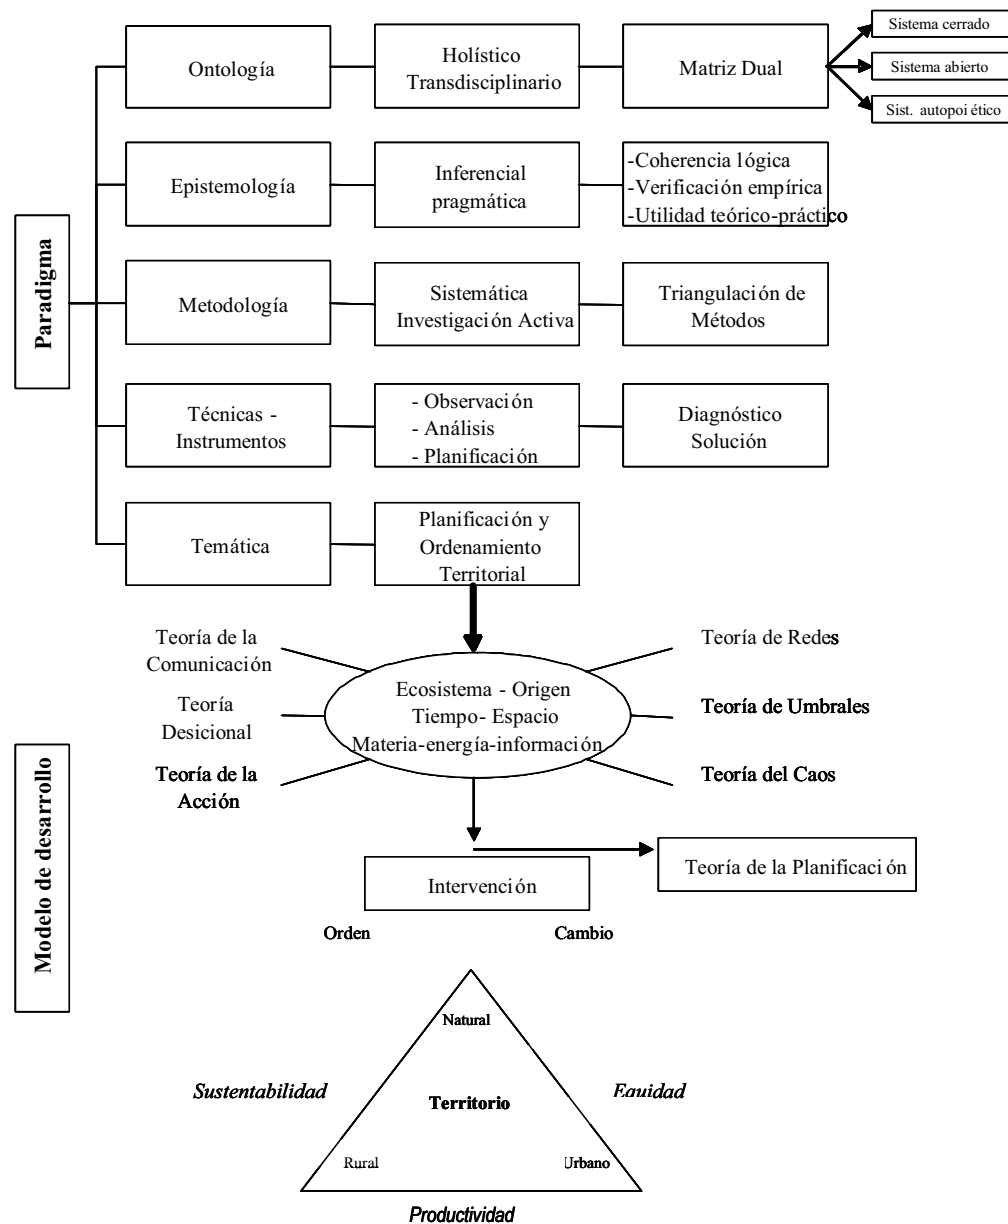 Paradigma
Ontología
Holístico
Transdisciplinario
Matriz Dual
Sistema cerrado
Sistema abierto
Sist. autopoiético
Epistemología
Inferencial
pragmática
-Coherencia lógica
-Verificación empírica
-Utilidad teórico-práctico
Metodología
Sistemática
Investigación Activa
Triangulación de
Métodos
Técnicas -
Instrumentos
- Observación
- Análisis
- Planificación
Diagnóstico
Solución
Temática
Planificación y
Ordenamiento
Territorial
Modelo de desarrollo
Teoría de la
Comunicación
Teoría
Desicional
Teoría de la
Acción
Ecosistema - Origen
Tiempo- Espacio
Materia-energía-información
Teoría de Redes
Teoría de Umbrales
Teoría del Caos
Intervención
Teoría de la Planificación
Orden
Cambio
Natural
Sustentabilidad
Territorio
Equidad
Rural
Urbano
Productividad